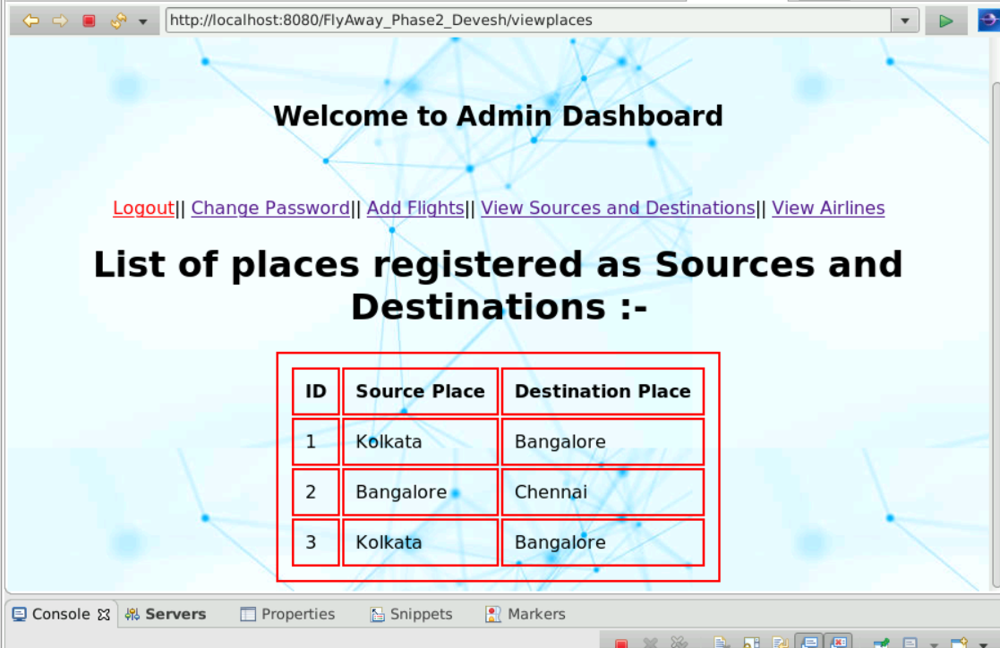 http://localhost:8080/FlyAway_Phase2_Devesh/viewplaces
Welcome to Admin Dashboard
Logout|| Change Password|| Add Flights|| View Sources and Destinations|| View Airlines
List of places registered as Sources and
Destinations :-
ID Source Place Destination Place
1 Kolkata Bangalore
2 Bangalore Chennai
3 Kolkata Bangalore
Console Servers Properties Snippets Markers